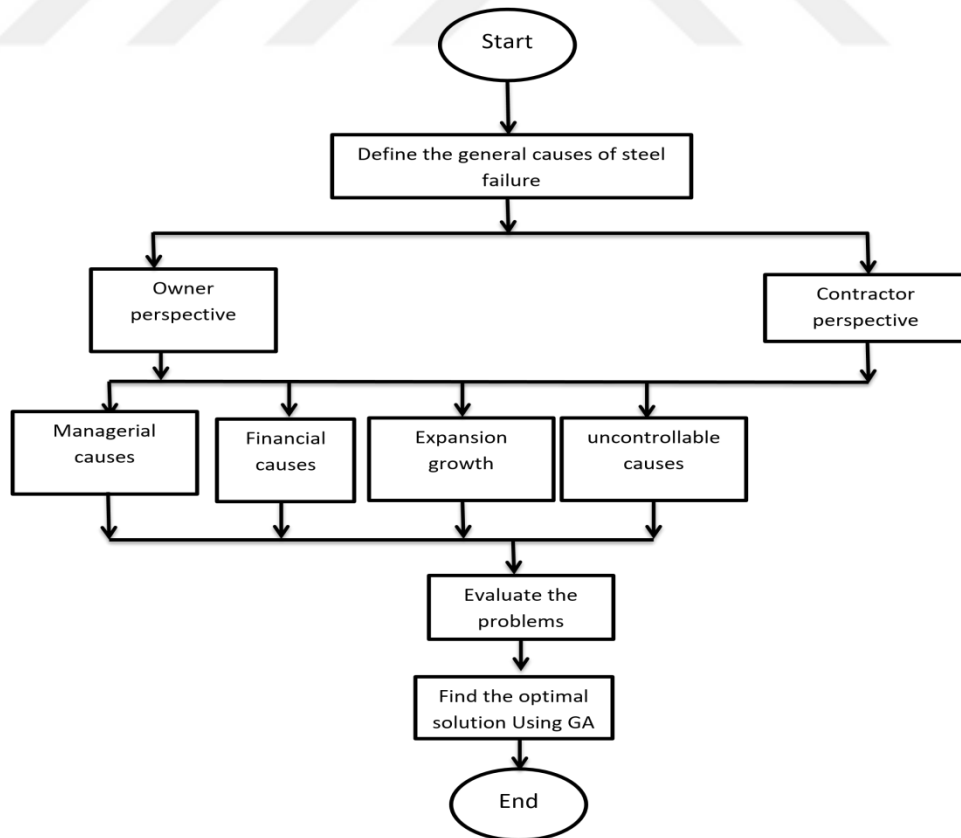 Start
Define the general causes of steel
failure
Owner
perspective
Contractor
perspective
Managerial
causes
Financial
causes
Expansion
growth
uncontrollable
causes
Evaluate the
problems
Find the optimal
solution Using GA
End